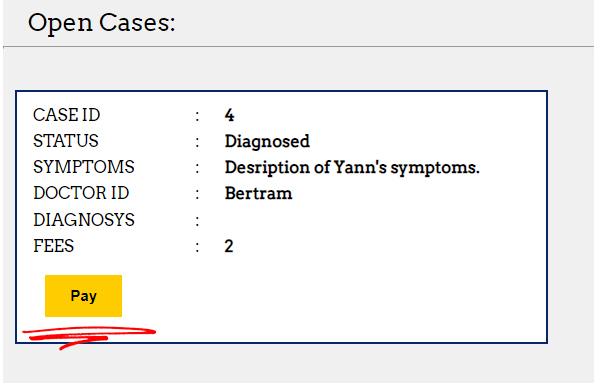 Open Cases:
CASE ID : 4
STATUS : Diagnosed
SYMPTOMS : Desription of Yann's symptoms.
DOCTOR ID : Bertram
DIAGNOSYS :
FEES : 2
Pay